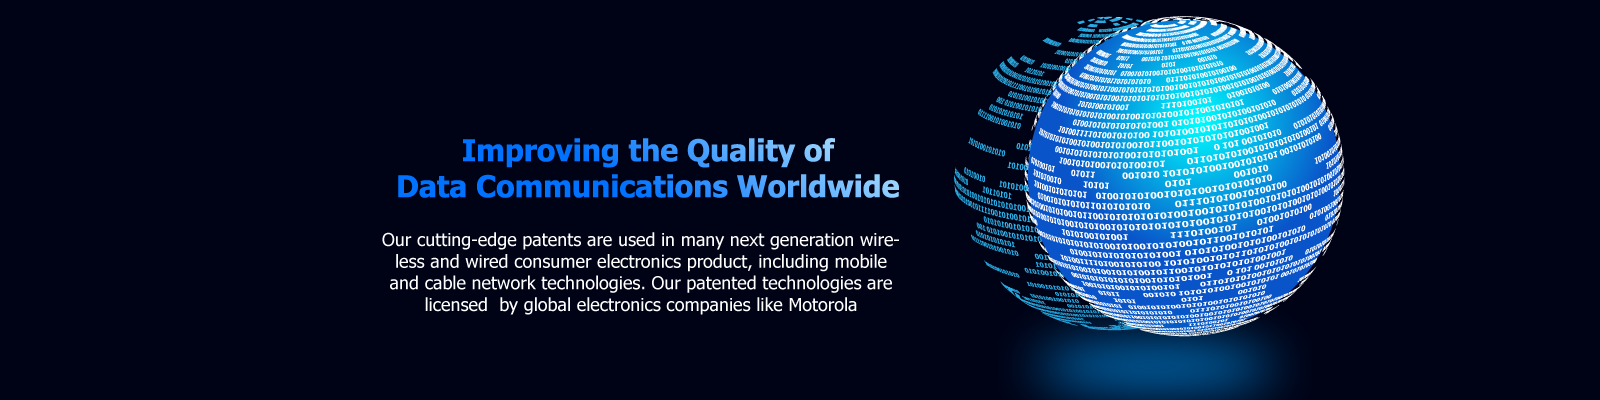 Improving the Quality of
Data Communications Worldwide
Our cutting-edge patents are used in many next generation wire-
less and wired consumer electronics product, including mobile
and cable network technologies. Our patented technologies are
licensed  by global electronics companies like Motorola